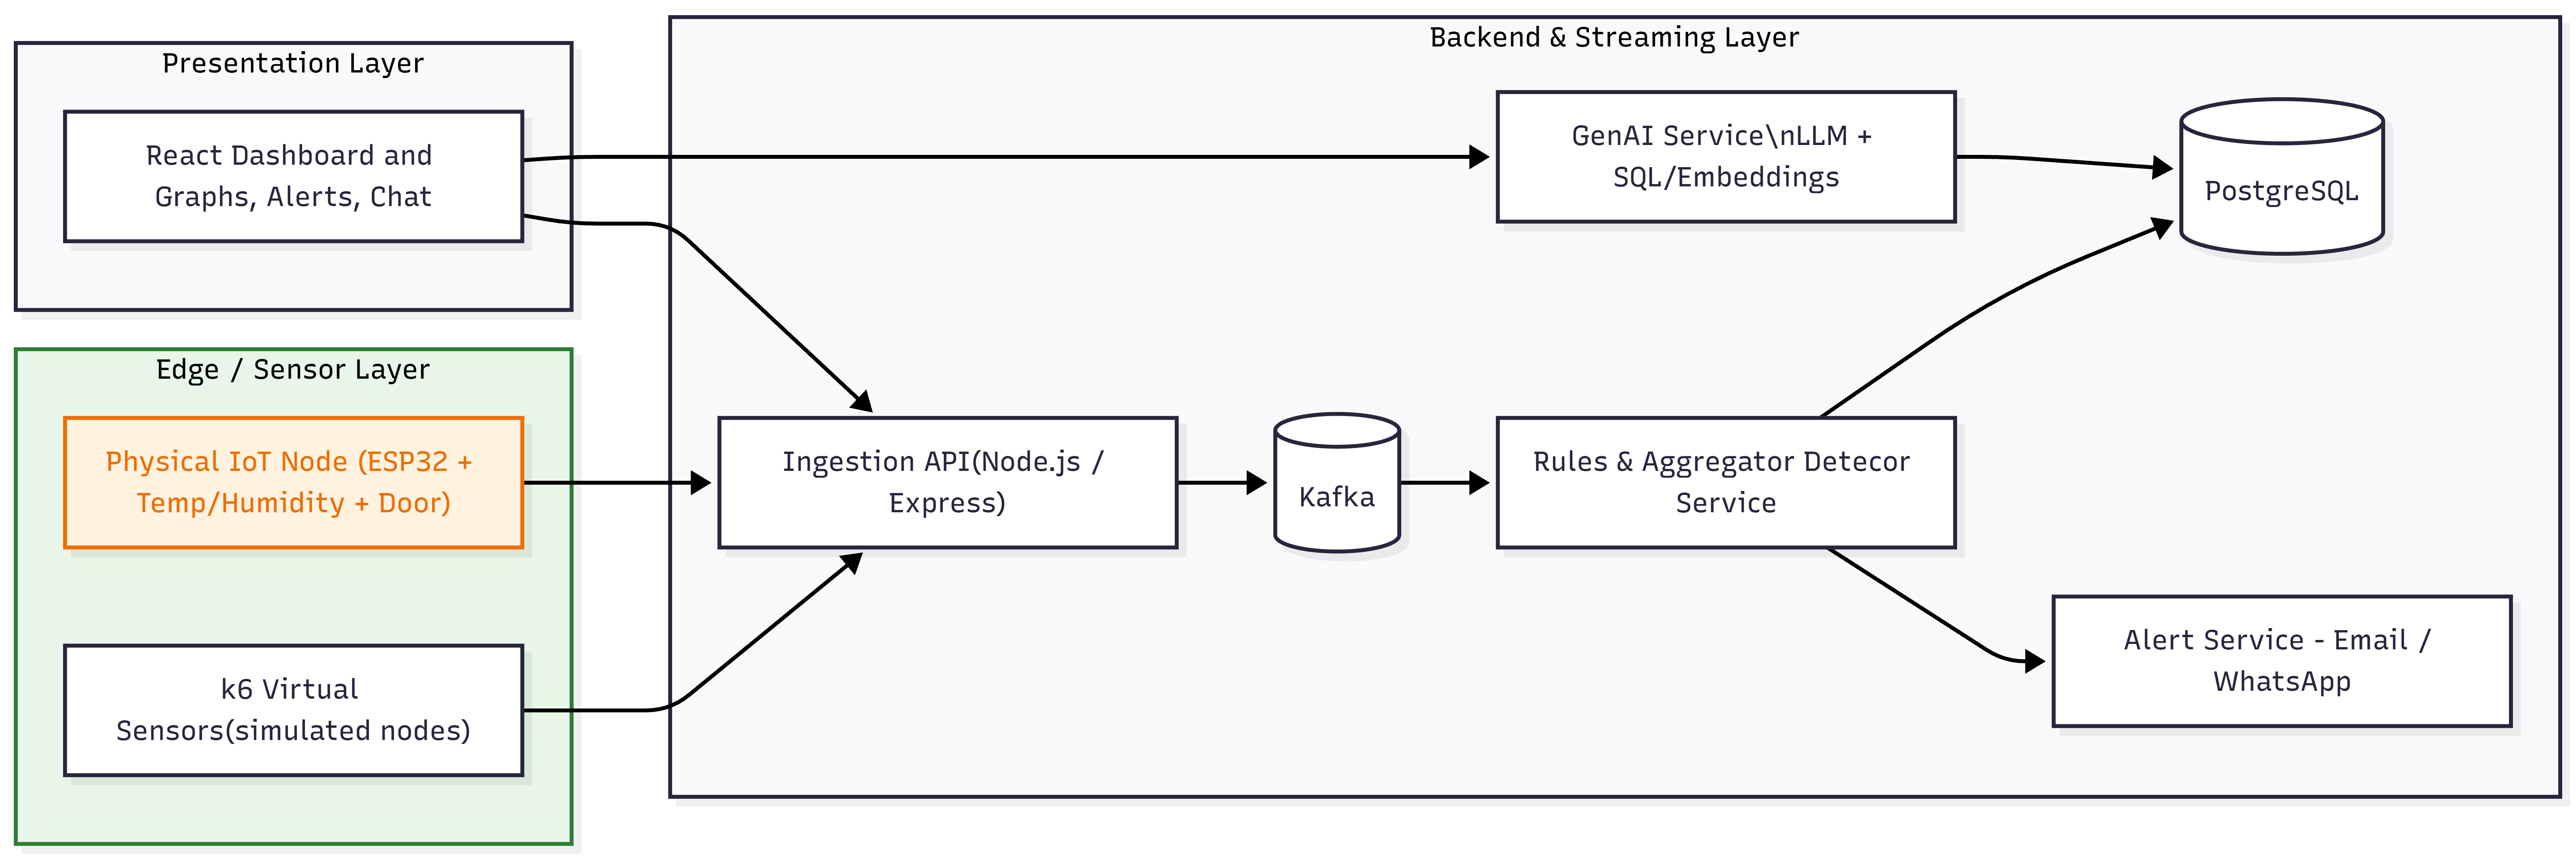 Presentation Layer
React Dashboard and
Graphs, Alerts, Chat
Edge / Sensor Layer
Physical IoT Node (ESP32 +
Temp/Humidity + Door)
k6 Virtual
Sensors(simulated nodes)
Backend & Streaming Layer
GenAI Service\nLLM +
SQL/Embeddings
PostgreSQL
Ingestion API(Node.js /
Express)
Kafka
Rules & Aggregator Detecor
Service
Alert Service - Email /
WhatsApp